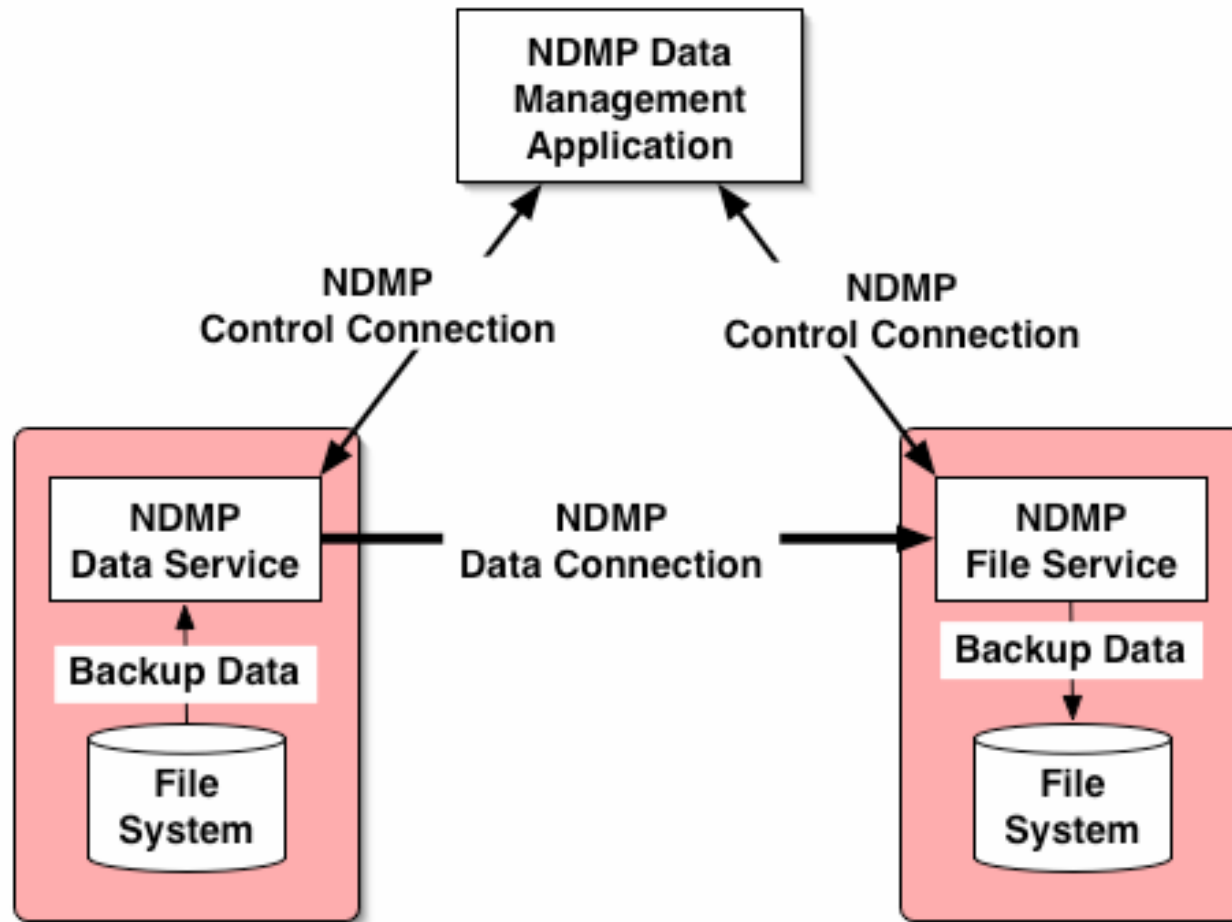 NDMP Data
Management
Application
NDMP
Control Connection
NDMP
Control Connection
NDMP
Data Service
NDMP
Data Connection
NDMP
File Service
Backup Data
Backup Data
File
System
File
System